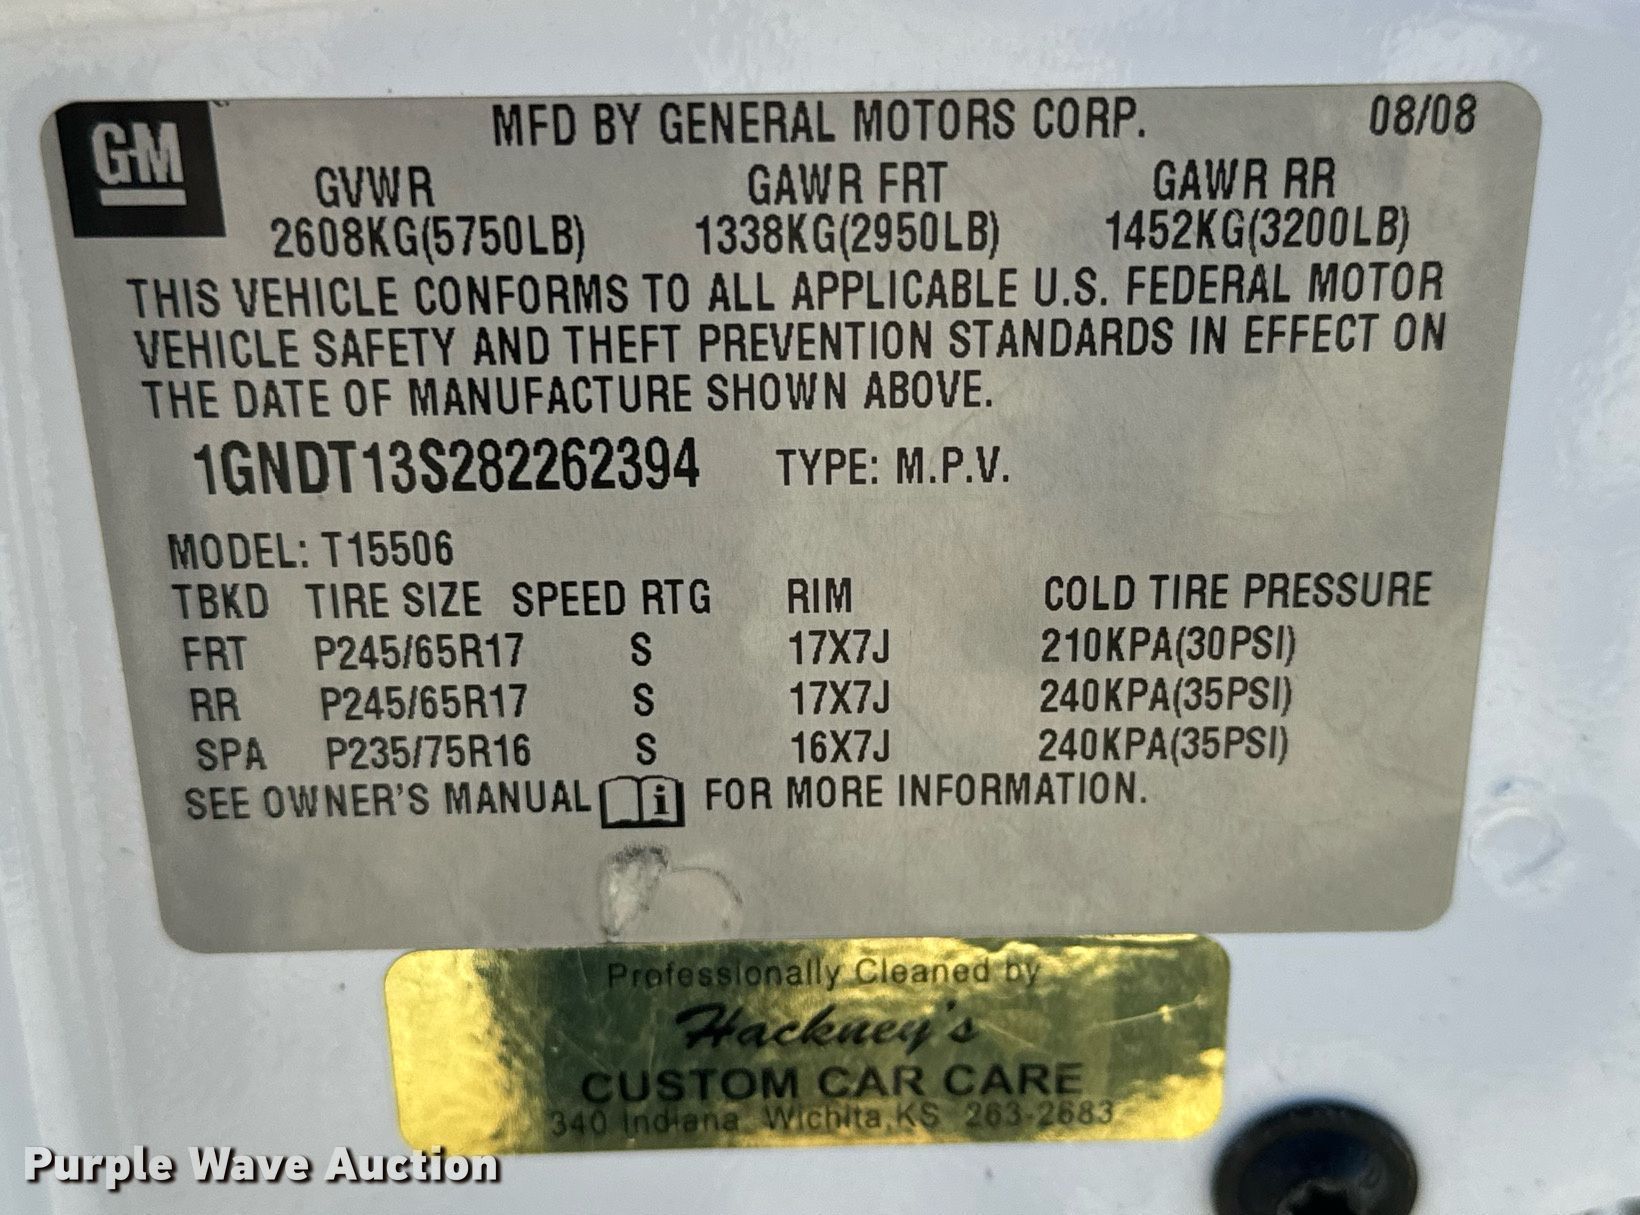 GM
MFD BY GENERAL MOTORS CORP. 08/08
GVWR GAWR FRT GAWR RR
2608KG(5750LB) 1338KG(2950LB) 1452KG(3200LB)
THIS VEHICLE CONFORMS TO ALL APPLICABLE U.S. FEDERAL MOTOR
VEHICLE SAFETY AND THEFT PREVENTION STANDARDS IN EFFECT ON
THE DATE OF MANUFACTURE SHOWN ABOVE.
1GNDT13S282262394 TYPE: M.P.V.
MODEL: T15506
TBKD TIRE SIZE SPEED RTG RIM COLD TIRE PRESSURE
FRT P245/65R17 S 17X7J 210KPA(30PSI)
RR P245/65R17 S 17X7J 240KPA(35PSI)
SPA P235/75R16 S 16X7J 240KPA(35PSI)
SEE OWNER'S MANUAL i FOR MORE INFORMATION.
Professionally Cleaned by
Hackney's
CUSTOM CAR CARE
340 Indiana Wichita, KS 263-2683
Purple Wave Auction